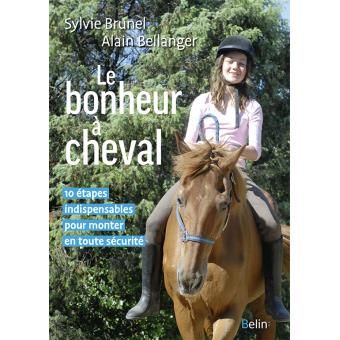 Sylvie Brunel
Alain Bellanger
Le
bonheur
à
cheval
10 étapes
indispensables
pour monter
en toute sécurité
Belin: